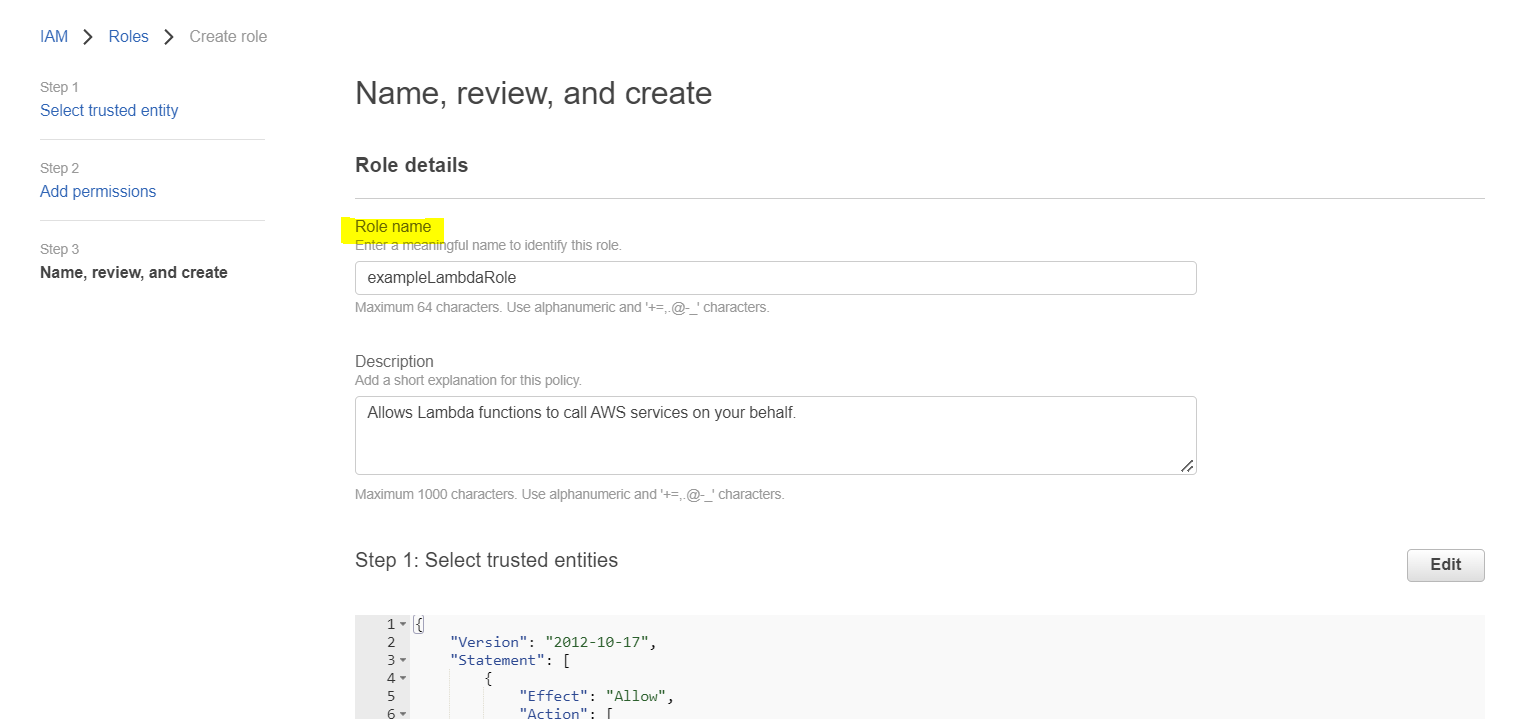 IAM > Roles > Create role
Step 1
Select trusted entity
Step 2
Add permissions
Step 3
Name, review, and create
Name, review, and create
Role details
Role name
Enter a meaningful name to identify this role.
exampleLambdaRole
Maximum 64 characters. Use alphanumeric and '+=,.@-_' characters.
Description
Add a short explanation for this policy.
Allows Lambda functions to call AWS services on your behalf.
Maximum 1000 characters. Use alphanumeric and '+=,.@-_' characters.
Step 1: Select trusted entities
Edit
1 {
2 "Version": "2012-10-17",
3 "Statement": [
4 {
5 "Effect": "Allow",
6 "Action": [